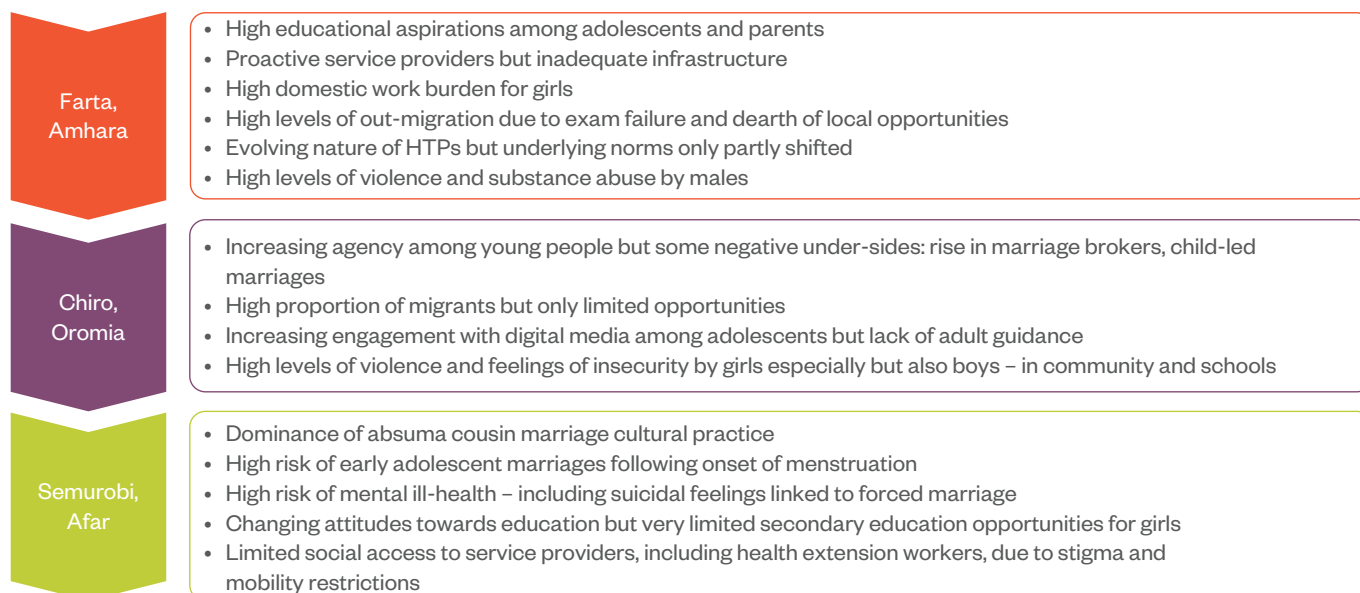 Farta,
Amhara
• High educational aspirations among adolescents and parents
• Proactive service providers but inadequate infrastructure
• High domestic work burden for girls
• High levels of out-migration due to exam failure and dearth of local opportunities
• Evolving nature of HTPs but underlying norms only partly shifted
• High levels of violence and substance abuse by males
Chiro,
Oromia
• Increasing agency among young people but some negative under-sides: rise in marriage brokers, child-led
marriages
• High proportion of migrants but only limited opportunities
• Increasing engagement with digital media among adolescents but lack of adult guidance
• High levels of violence and feelings of insecurity by girls especially but also boys – in community and schools
Semurobi,
Afar
• Dominance of absuma cousin marriage cultural practice
• High risk of early adolescent marriages following onset of menstruation
• High risk of mental ill-health – including suicidal feelings linked to forced marriage
• Changing attitudes towards education but very limited secondary education opportunities for girls
• Limited social access to service providers, including health extension workers, due to stigma and
mobility restrictions